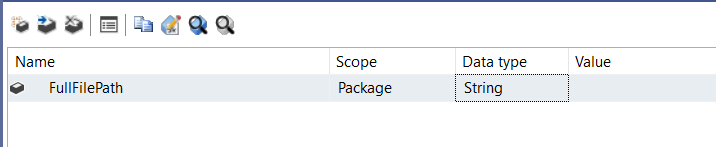 Name Scope Data type Value
FullFilePath Package String